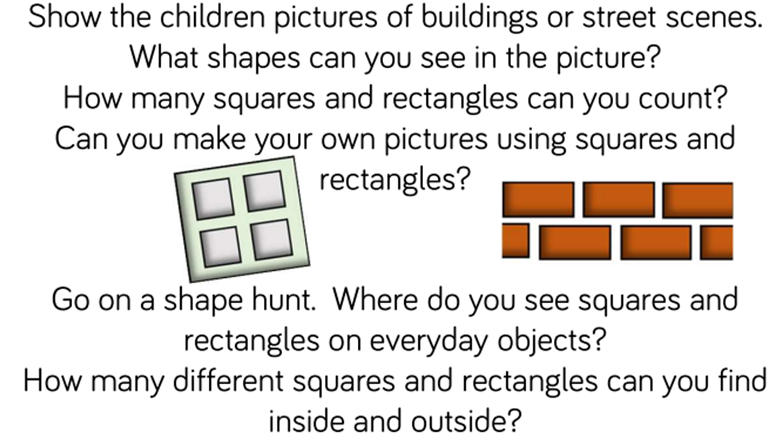 Show the children pictures of buildings or street scenes.
What shapes can you see in the picture?
How many squares and rectangles can you count?
Can you make your own pictures using squares and
rectangles?
Go on a shape hunt.  Where do you see squares and
rectangles on everyday objects?
How many different squares and rectangles can you find
inside and outside?